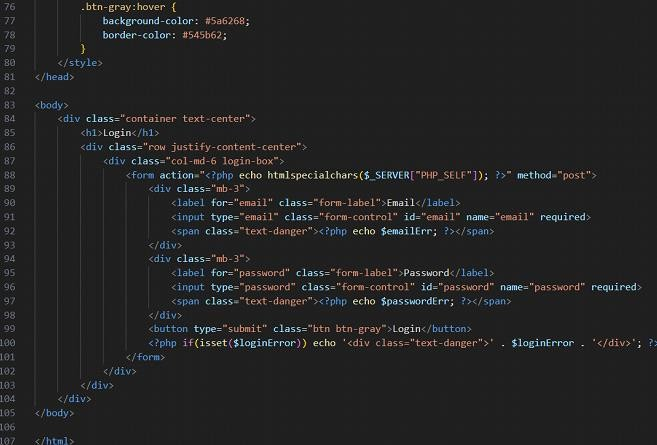 76 .btn-gray:hover {
77 background-color: #5a6268;
78 border-color: #545b62;
79 }
80 </style>
81 </head>
82
83 <body>
84 <div class="container text-center">
85 <h1>Login</h1>
86 <div class="row justify-content-center">
87 <div class="col-md-6 login-box">
88 <form action="<?php echo htmlspecialchars($_SERVER["PHP_SELF"]); ?>" method="post">
89 <div class="mb-3">
90 <label for="email" class="form-label">Email</label>
91 <input type="email" class="form-control" id="email" name="email" required>
92 <span class="text-danger"><?php echo $emailErr; ?></span>
93 </div>
94 <div class="mb-3">
95 <label for="password" class="form-label">Password</label>
96 <input type="password" class="form-control" id="password" name="password" required>
97 <span class="text-danger"><?php echo $passwordErr; ?></span>
98 </div>
99 <button type="submit" class="btn btn-gray">Login</button>
100 <?php if(isset($loginError)) echo '<div class="text-danger">' . $loginError . '</div>'; ?>
101 </form>
102 </div>
103 </div>
104 </div>
105 </body>
106
107 </html>